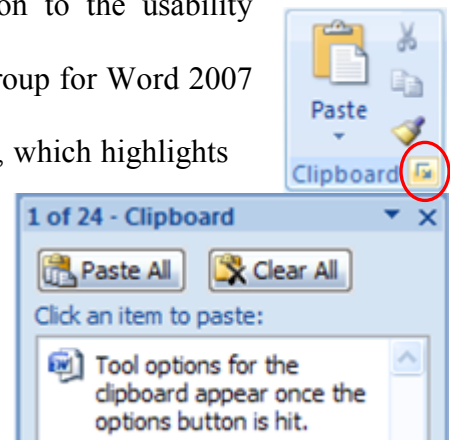 on to the usability
roup for Word 2007
, which highlights
Paste
Clipboard
1 of 24 - Clipboard
Paste All Clear All
Click an item to paste:
Tool options for the
clipboard appear once the
options button is hit.